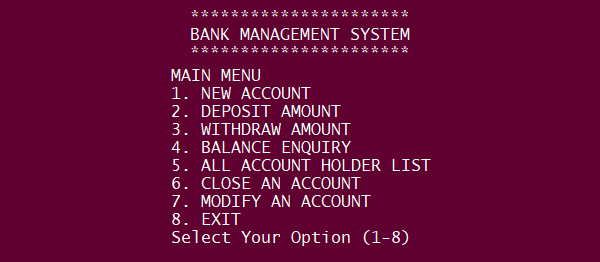 **********************
BANK MANAGEMENT SYSTEM
**********************
MAIN MENU
1. NEW ACCOUNT
2. DEPOSIT AMOUNT
3. WITHDRAW AMOUNT
4. BALANCE ENQUIRY
5. ALL ACCOUNT HOLDER LIST
6. CLOSE AN ACCOUNT
7. MODIFY AN ACCOUNT
8. EXIT
Select Your Option (1-8)